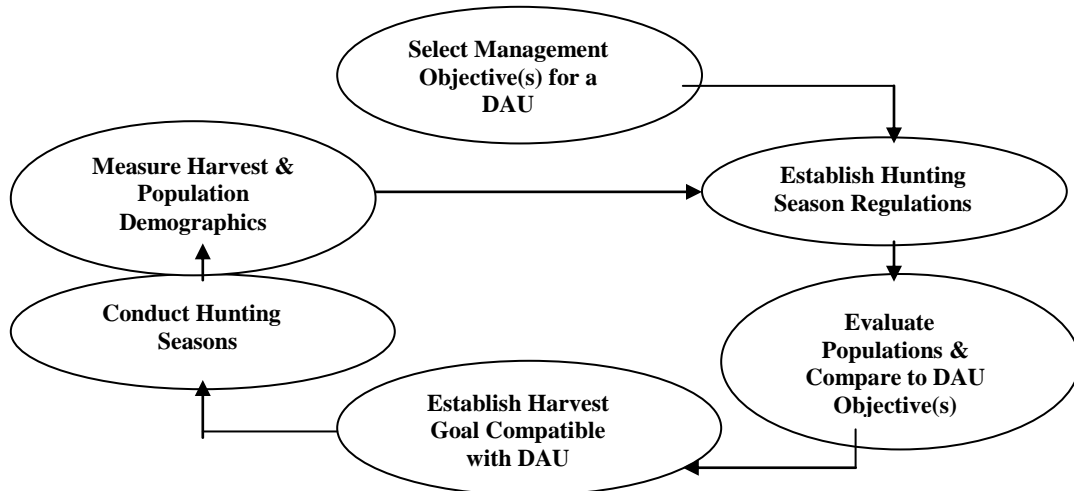 Select Management
Objective(s) for a
DAU
Measure Harvest &
Population
Demographics
Establish Hunting
Season Regulations
Conduct Hunting
Seasons
Evaluate
Populations &
Compare to DAU
Objective(s)
Establish Harvest
Goal Compatible
with DAU